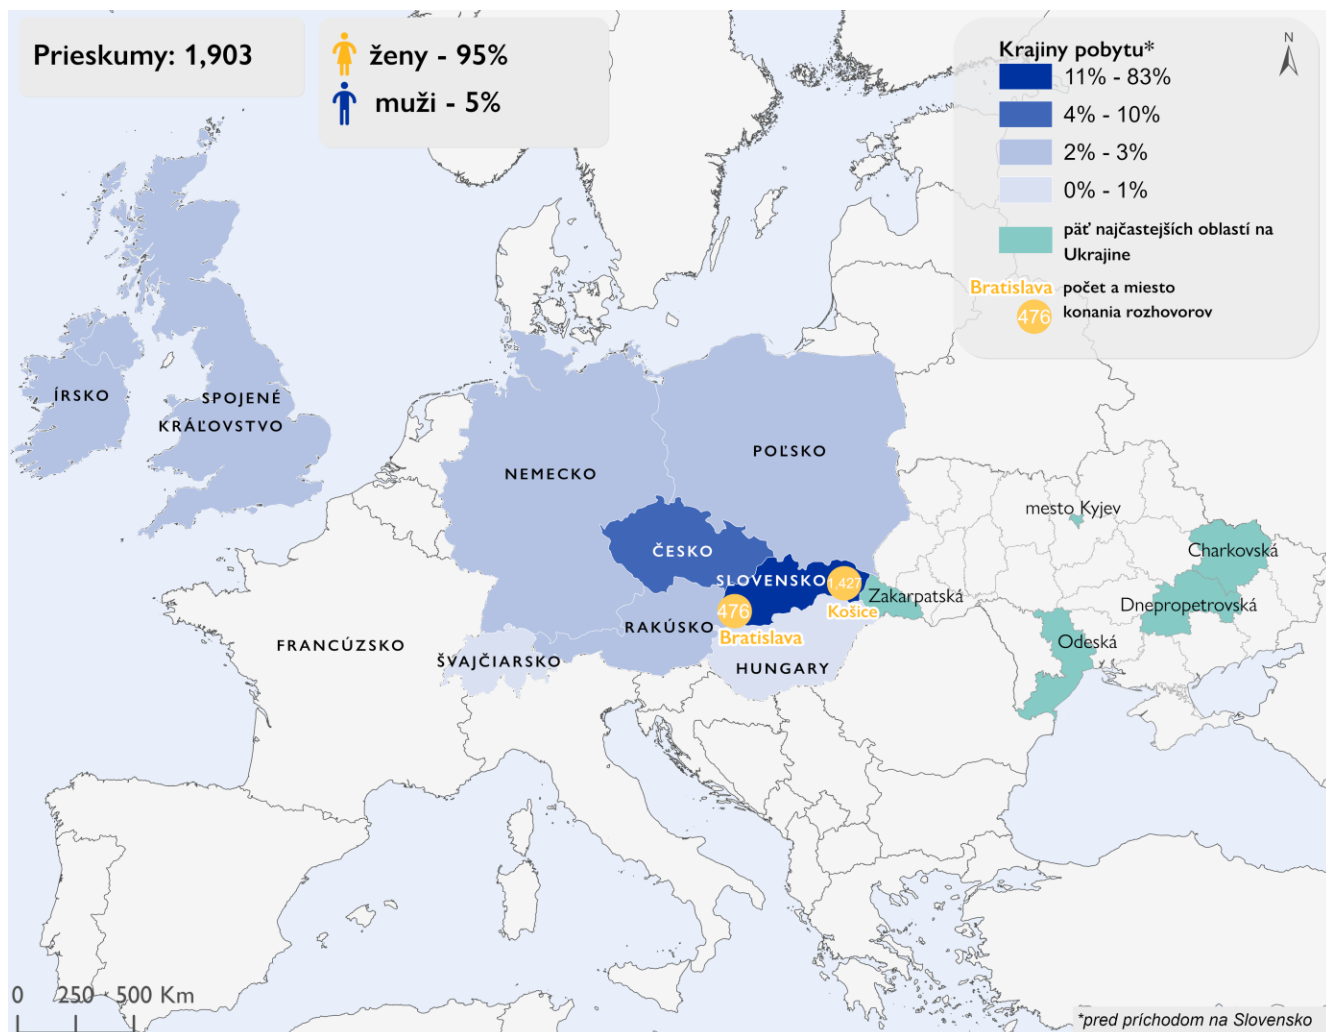 Prieskumy: 1,903
ženy - 95%
muži - 5%
N
Krajiny pobytu*
11% - 83%
4% - 10%
2% - 3%
0% - 1%
päť najčastejších oblastí na
Ukrajine
Bratislava
476
počet a miesto
konania rozhovorov
ÍRSKO
SPOJENÉ
KRÁĽOVSTVO
NEMECKO
POĽSKO
ČESKO
SLOVENSKO
1,427
Košice
476
Bratislava
RAKÚSKO
HUNGARY
ŠVAJČIARSKO
FRANCÚZSKO
mesto Kyjev
Charkovská
Dnepropetrovská
Zakarpatská
Odeská
0 250 500 Km
*pred príchodom na Slovensko